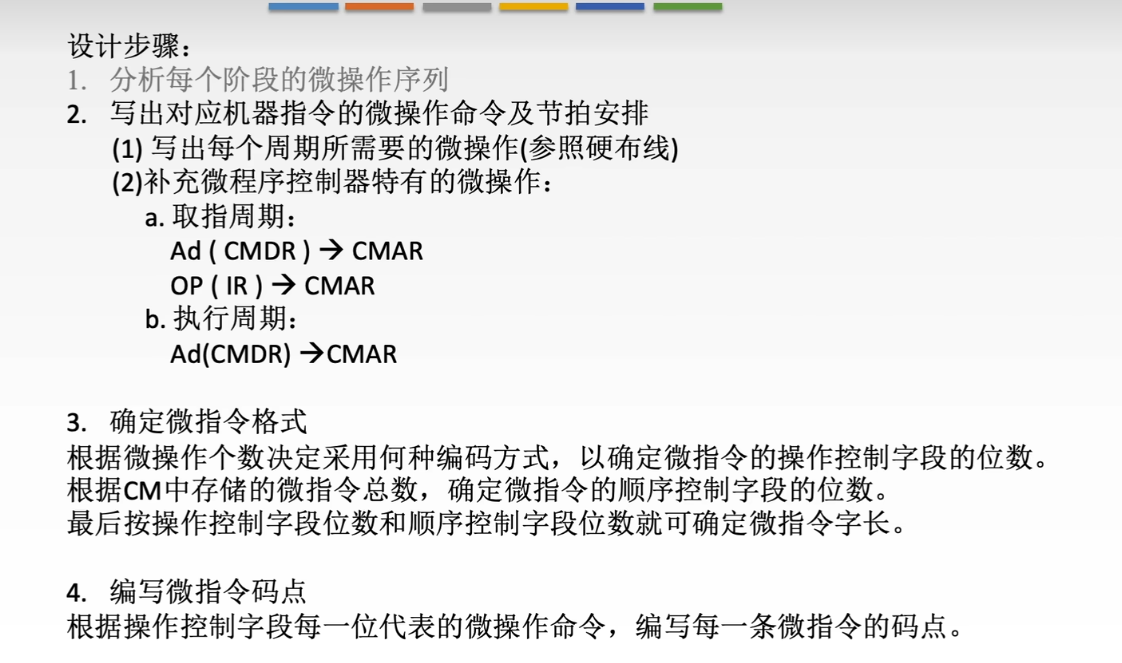 设计步骤：
1. 分析每个阶段的微操作序列
2. 写出对应机器指令的微操作命令及节拍安排
(1) 写出每个周期所需要的微操作(参照硬布线)
(2)补充微程序控制器特有的微操作：
a. 取指周期：
Ad ( CMDR ) → CMAR
OP ( IR ) → CMAR
b. 执行周期：
Ad(CMDR) →CMAR
3. 确定微指令格式
根据微操作个数决定采用何种编码方式，以确定微指令的操作控制字段的位数。
根据CM中存储的微指令总数，确定微指令的顺序控制字段的位数。
最后按操作控制字段位数和顺序控制字段位数就可确定微指令字长。
4. 编写微指令码点
根据操作控制字段每一位代表的微操作命令，编写每一条微指令的码点。